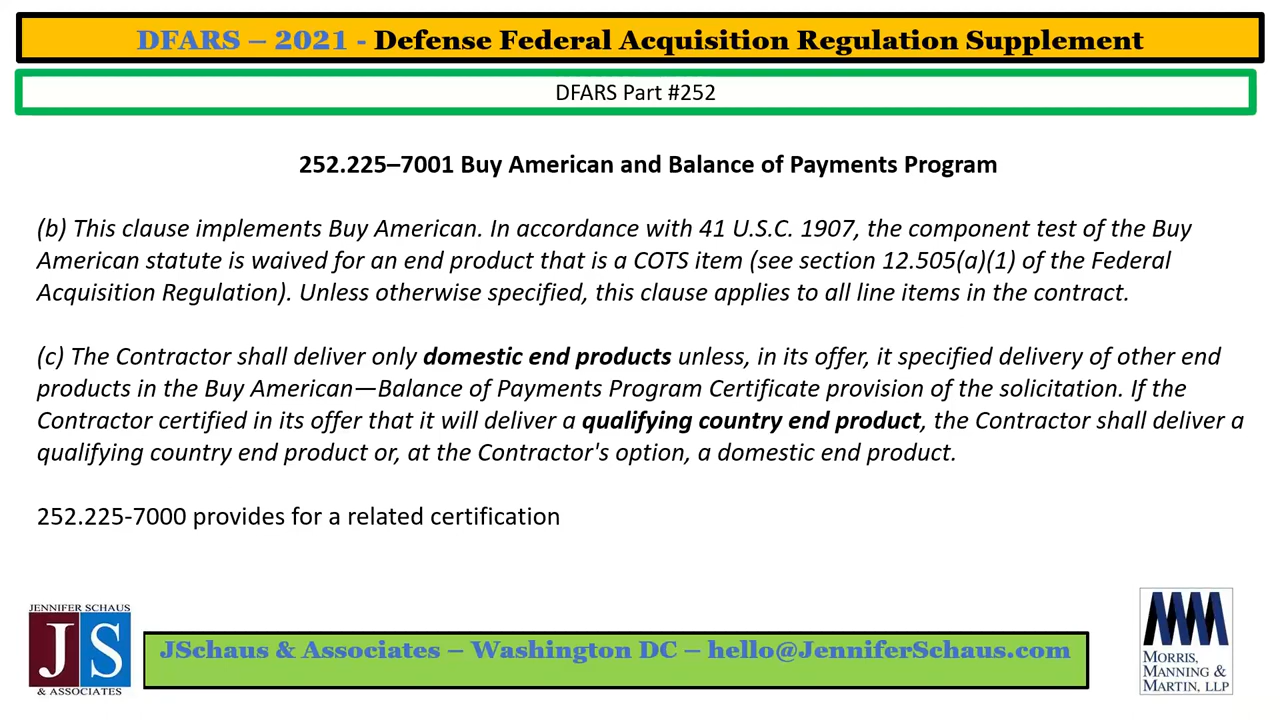 DFARS – 2021 - Defense Federal Acquisition Regulation Supplement
DFARS Part #252
252.225–7001 Buy American and Balance of Payments Program
(b) This clause implements Buy American. In accordance with 41 U.S.C. 1907, the component test of the Buy
American statute is waived for an end product that is a COTS item (see section 12.505(a)(1) of the Federal
Acquisition Regulation). Unless otherwise specified, this clause applies to all line items in the contract.
(c) The Contractor shall deliver only domestic end products unless, in its offer, it specified delivery of other end
products in the Buy American—Balance of Payments Program Certificate provision of the solicitation. If the
Contractor certified in its offer that it will deliver a qualifying country end product, the Contractor shall deliver a
qualifying country end product or, at the Contractor's option, a domestic end product.
252.225-7000 provides for a related certification
JENNIFER SCHAUS
JS
& ASSOCIATES
JSchaus & Associates – Washington DC – hello@JenniferSchaus.com
MMM
MORRIS,
MANNING &
MARTIN, LLP